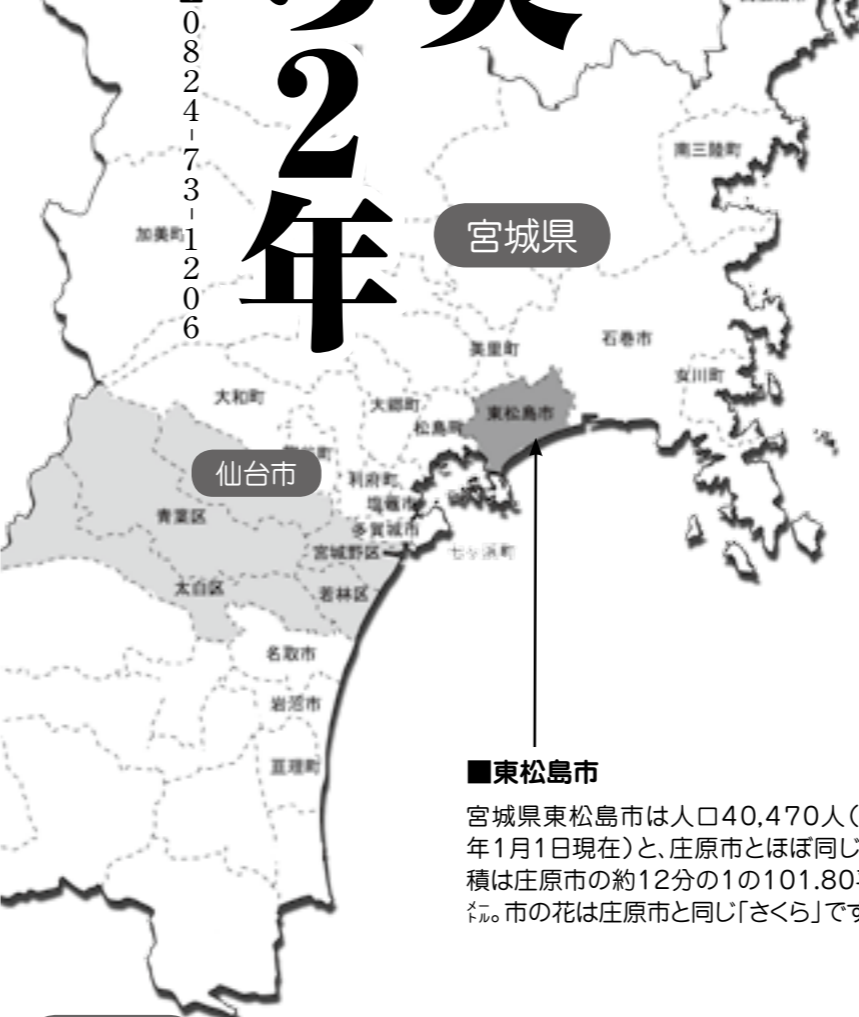 2年
0824-73-1206
宮城県
南三陸町
加美町
石巻市
美里町
女川町
大和町
大郷町
東松島市
松島町
仙台市
利府町
塩竈市
青葉区
多賀城市
宮城野区
七ヶ浜町
太白区
若林区
名取市
岩沼市
亘理町
■東松島市
宮城県東松島市は人口40,470人(
年1月1日現在)と、庄原市とほぼ同じ
積は庄原市の約12分の1の101.80
メートル。市の花は庄原市と同じ「さくら」です